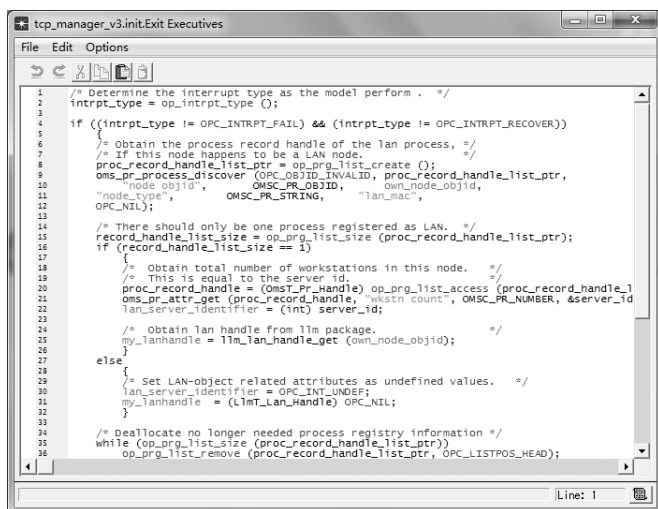 tcp_manager_v3.init.Exit Executives
File Edit Options
1 /* Determine the interrupt type as the model perform . */
2 intrpt_type = op_intrpt_type ();
3
4 if ((intrpt_type != OPC_INTRPT_FAIL) && (intrpt_type != OPC_INTRPT_RECOVER))
5 {
6 /* Obtain the process record handle of the lan process, */
7 /* If this node happens to be a LAN node. */
8 proc_record_handle_list_ptr = op_prg_list_create ();
9 oms_pr_process_discover (OPC_OBJID_INVALID, proc_record_handle_list_ptr,
10 "node objid", OMSC_PR_OBJID, own_node_objid,
11 "node_type", OMSC_PR_STRING, "lan_mac",
12 OPC_NIL);
13
14 /* There should only be one process registered as LAN. */
15 record_handle_list_size = op_prg_list_size (proc_record_handle_list_ptr);
16 if (record_handle_list_size == 1)
17 {
18 /* Obtain total number of workstations in this node. */
19 /* This is equal to the server id. */
20 proc_record_handle = (OmsT_Pr_Handle) op_prg_list_access (proc_record_handle_l
21 oms_pr_attr_get (proc_record_handle, "wkstn count", OMSC_PR_NUMBER, &server_id
22 lan_server_identifier = (int) server_id;
23
24 /* Obtain lan handle from llm package. */
25 my_lanhandle = llm_lan_handle_get (own_node_objid);
26 }
27 else
28 {
29 /* Set LAN-object related attributes as undefined values. */
30 lan_server_identifier = OPC_INT_UNDEF;
31 my_lanhandle = (LlmT_Lan_Handle) OPC_NIL;
32 }
33
34 /* Deallocate no longer needed process registry information */
35 while (op_prg_list_size (proc_record_handle_list_ptr))
36 op_prg_list_remove (proc_record_handle_list_ptr, OPC_LISTPOS_HEAD);
Line: 1